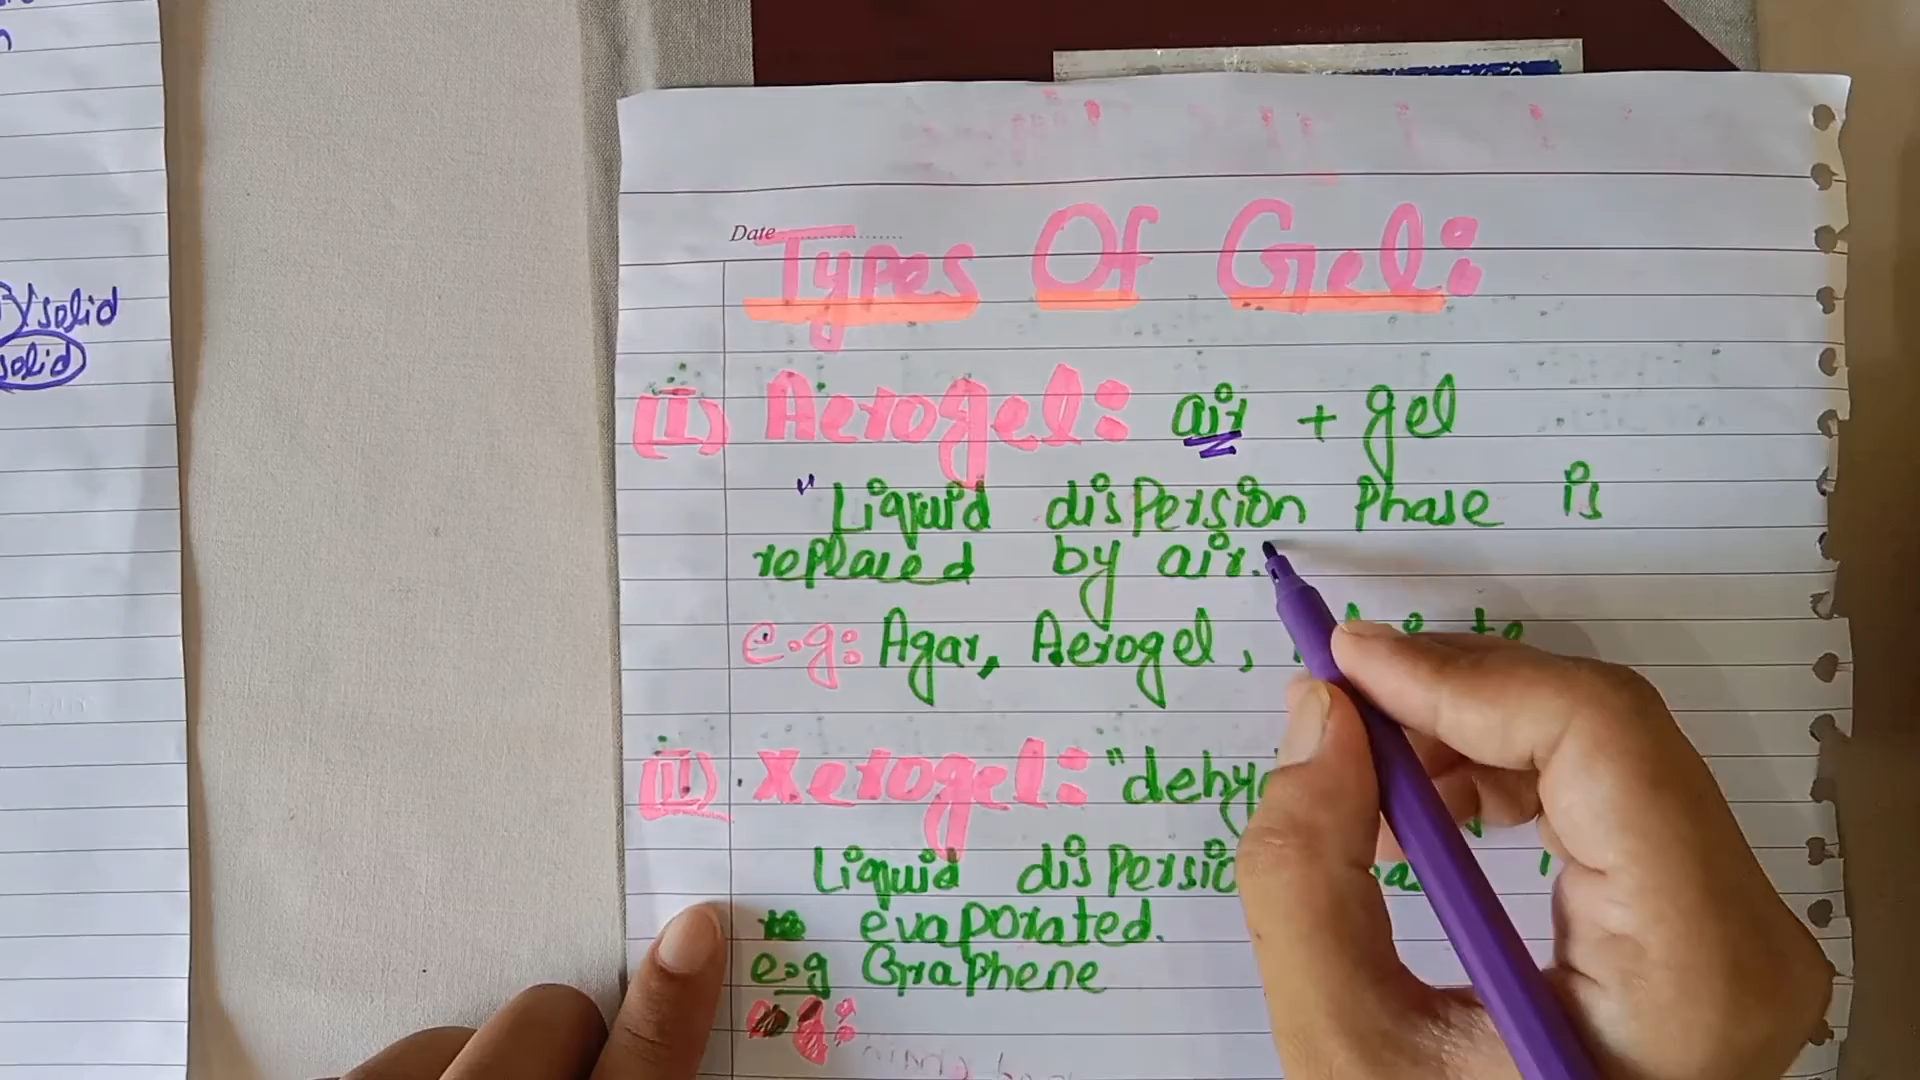 solid
solid
Date
Types Of Gel:
(I) Aerogel: air + gel
"Liquid dispersion Phase is
replaced by air.
e.g: Agar, Aerogel,
(II) Xerogel: "dehy
Liquid dispersio
evaporated.
e.g Graphene
g: